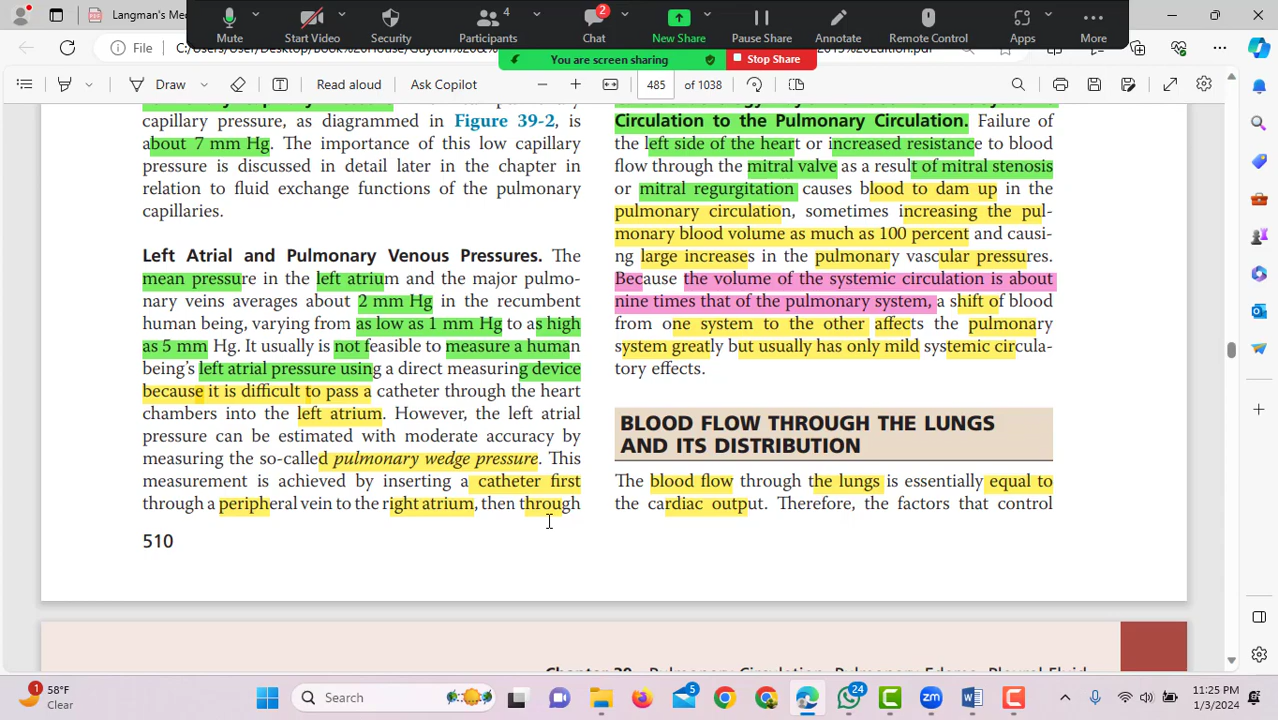 Langman's Med
4
2
Mute
Start Video
Security
Participants
Chat
New Share
Pause Share
Annotate
Remote Control
Apps
More
You are screen sharing
Stop Share
File
Draw
Read aloud
Ask Copilot
485
of 1038
capillary pressure, as diagrammed in Figure 39-2, is
about 7 mm Hg. The importance of this low capillary
pressure is discussed in detail later in the chapter in
relation to fluid exchange functions of the pulmonary
capillaries.
Left Atrial and Pulmonary Venous Pressures. The
mean pressure in the left atrium and the major pulmo-
nary veins averages about 2 mm Hg in the recumbent
human being, varying from as low as 1 mm Hg to as high
as 5 mm Hg. It usually is not feasible to measure a human
being's left atrial pressure using a direct measuring device
because it is difficult to pass a catheter through the heart
chambers into the left atrium. However, the left atrial
pressure can be estimated with moderate accuracy by
measuring the so-called pulmonary wedge pressure. This
measurement is achieved by inserting a catheter first
through a peripheral vein to the right atrium, then through
510
Circulation to the Pulmonary Circulation. Failure of
the left side of the heart or increased resistance to blood
flow through the mitral valve as a result of mitral stenosis
or mitral regurgitation causes blood to dam up in the
pulmonary circulation, sometimes increasing the pul-
monary blood volume as much as 100 percent and causi-
ng large increases in the pulmonary vascular pressures.
Because the volume of the systemic circulation is about
nine times that of the pulmonary system, a shift of blood
from one system to the other affects the pulmonary
system greatly but usually has only mild systemic circula-
tory effects.
BLOOD FLOW THROUGH THE LUNGS
AND ITS DISTRIBUTION
The blood flow through the lungs is essentially equal to
the cardiac output. Therefore, the factors that control
58°F
Clear
1
Search
5
24
11:25 PM
1/3/2024